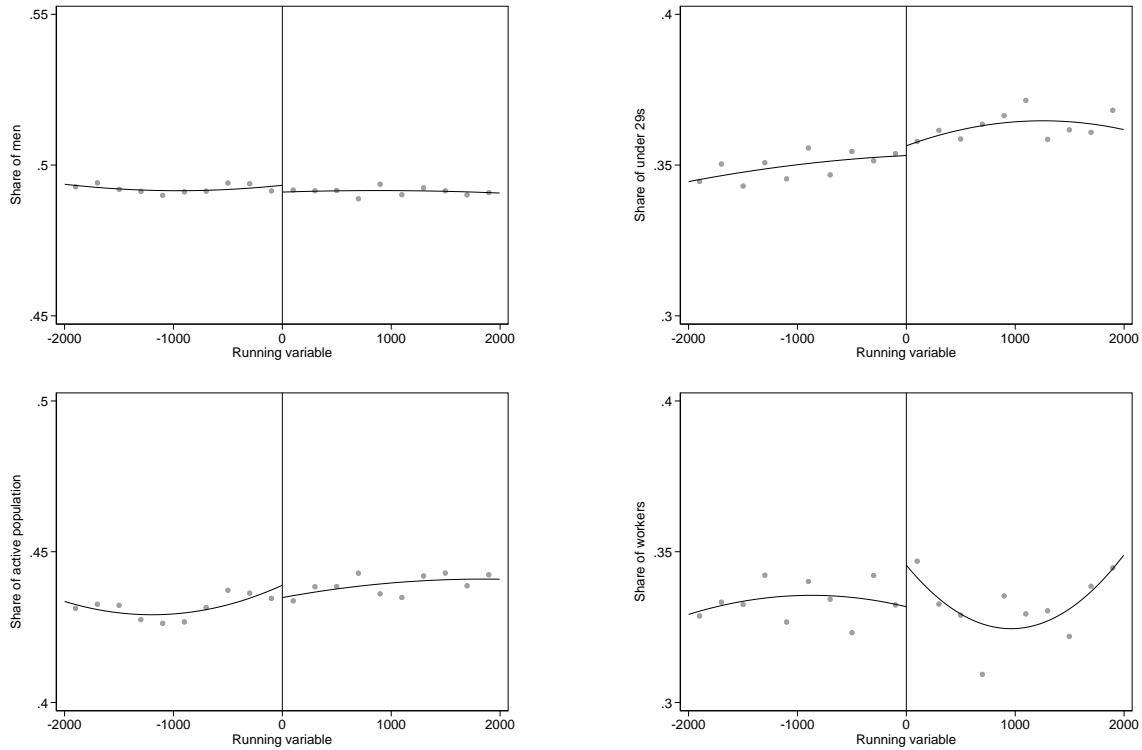 .55
.5
.45
Share of men
-2000 -1000 0 1000 2000
Running variable
.4
.35
.3
Share of under 29s
-2000 -1000 0 1000 2000
Running variable
.5
.45
.4
Share of active population
-2000 -1000 0 1000 2000
Running variable
.4
.35
.3
Share of workers
-2000 -1000 0 1000 2000
Running variable